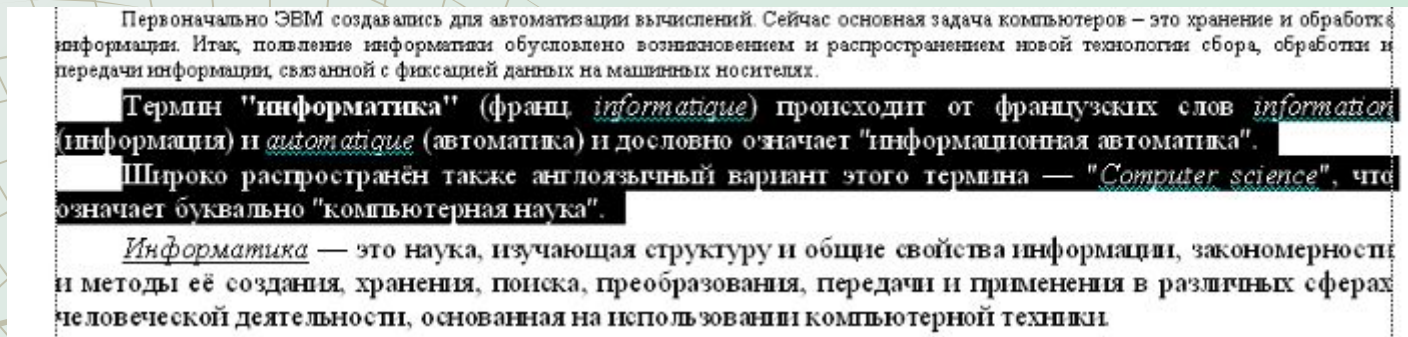 Первоначально ЭВМ создавались для автоматизации вычислений. Сейчас основная задача компьютеров – это хранение и обработка
информации. Итак, появление информатики обусловлено возникновением и распространением новой технологии сбора, обработки и
передачи информации, связанной с фиксацией данных на машинных носителях.
Термин "информатика" (франц. informatique) происходит от французских слов information
(информация) и automatique (автоматика) и дословно означает "информационная автоматика".
Широко распространён также англоязычный вариант этого термина — "Computer science", что
означает буквально "компьютерная наука".
Информатика — это наука, изучающая структуру и общие свойства информации, закономерности
и методы её создания, хранения, поиска, преобразования, передачи и применения в различных сферах
человеческой деятельности, основанная на использовании компьютерной техники.